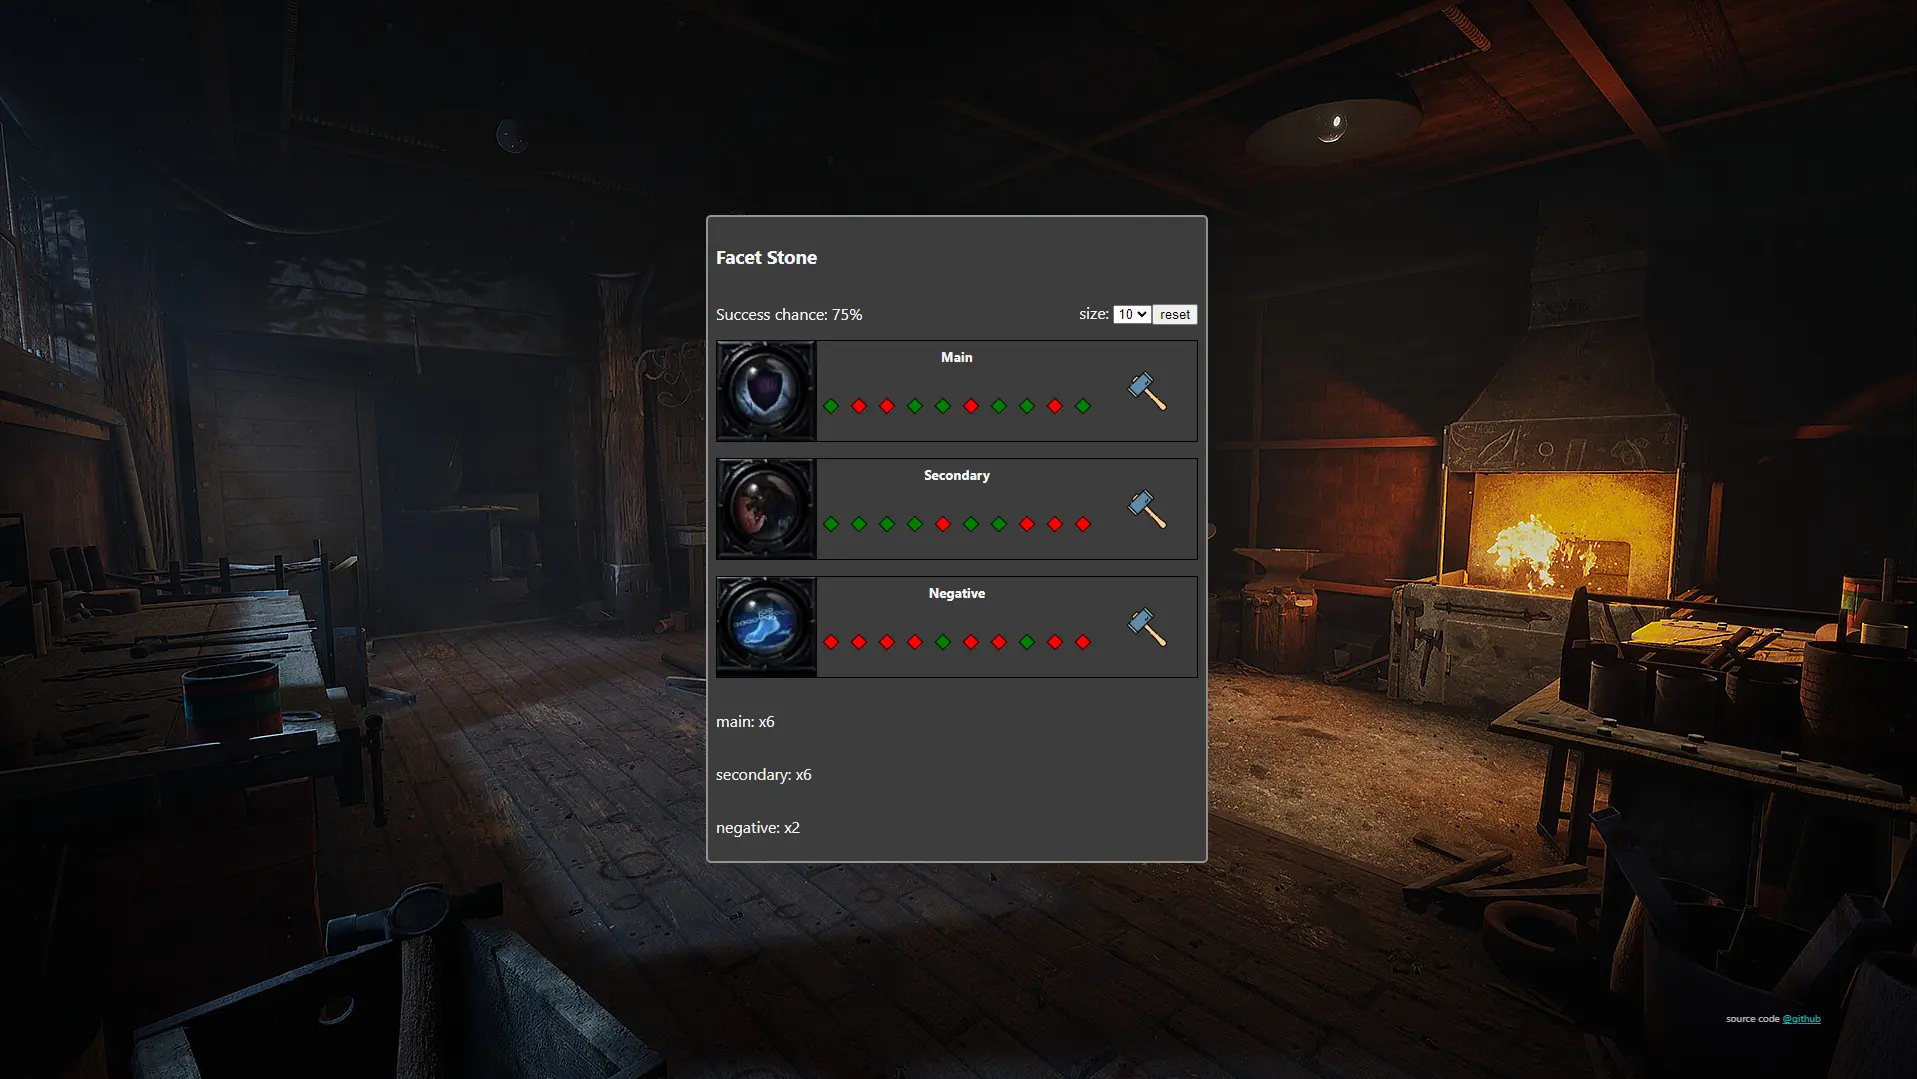 Facet Stone
Success chance: 75%
size: 10 reset
Main
Secondary
Negative
main: x6
secondary: x6
negative: x2
source code @github